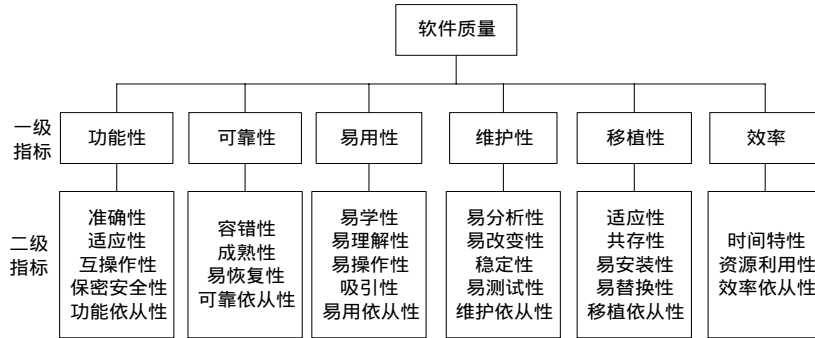 软件质量
一级
指标
功能性
可靠性
易用性
维护性
移植性
效率
二级
指标
准确性
适应性
互操作性
保密安全性
功能依从性
容错性
成熟性
易恢复性
可靠依从性
易学性
易理解性
易操作性
吸引性
易用依从性
易分析性
易改变性
稳定性
易测试性
维护依从性
适应性
共存性
易安装性
易替换性
移植依从性
时间特性
资源利用性
效率依从性